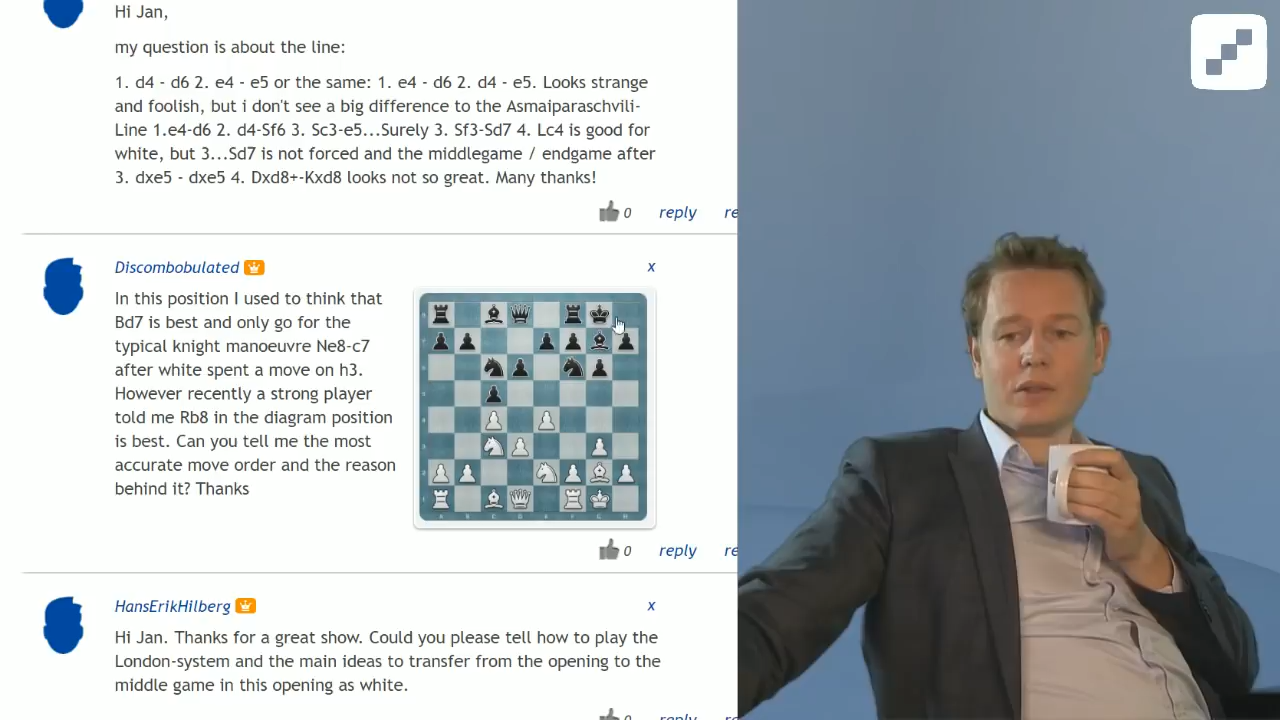 Hi Jan,
my question is about the line:
1. d4 - d6 2. e4 - e5 or the same: 1. e4 - d6 2. d4 - e5. Looks strange
and foolish, but i don't see a big difference to the Asmaiparaschvili-
Line 1.e4-d6 2. d4-Sf6 3. Sc3-e5...Surely 3. Sf3-Sd7 4. Lc4 is good for
white, but 3...Sd7 is not forced and the middlegame / endgame after
3. dxe5 - dxe5 4. Dxd8+-Kxd8 looks not so great. Many thanks!
0 reply re
Discombobulated x
In this position I used to think that
Bd7 is best and only go for the
typical knight manoeuvre Ne8-c7
after white spent a move on h3.
However recently a strong player
told me Rb8 in the diagram position
is best. Can you tell me the most
accurate move order and the reason
behind it? Thanks
0 reply re
HansErikHilberg x
Hi Jan. Thanks for a great show. Could you please tell how to play the
London-system and the main ideas to transfer from the opening to the
middle game in this opening as white.